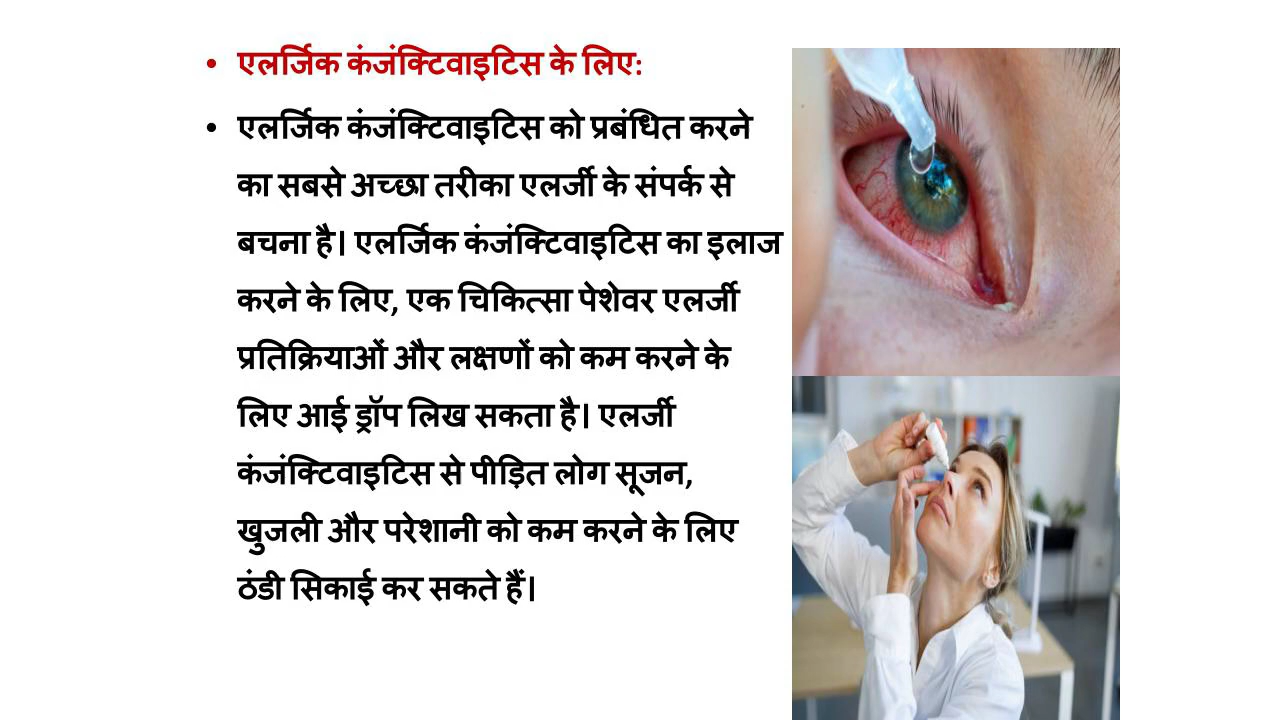 • एलर्जिक कंजंक्टिवाइटिस के लिए:
• एलर्जिक कंजंक्टिवाइटिस को प्रबंधित करने
का सबसे अच्छा तरीका एलर्जी के संपर्क से
बचना है। एलर्जिक कंजंक्टिवाइटिस का इलाज
करने के लिए, एक चिकित्सा पेशेवर एलर्जी
प्रतिक्रियाओं और लक्षणों को कम करने के
लिए आई ड्रॉप लिख सकता है। एलर्जी
कंजंक्टिवाइटिस से पीड़ित लोग सूजन,
खुजली और परेशानी को कम करने के लिए
ठंडी सिकाई कर सकते हैं।